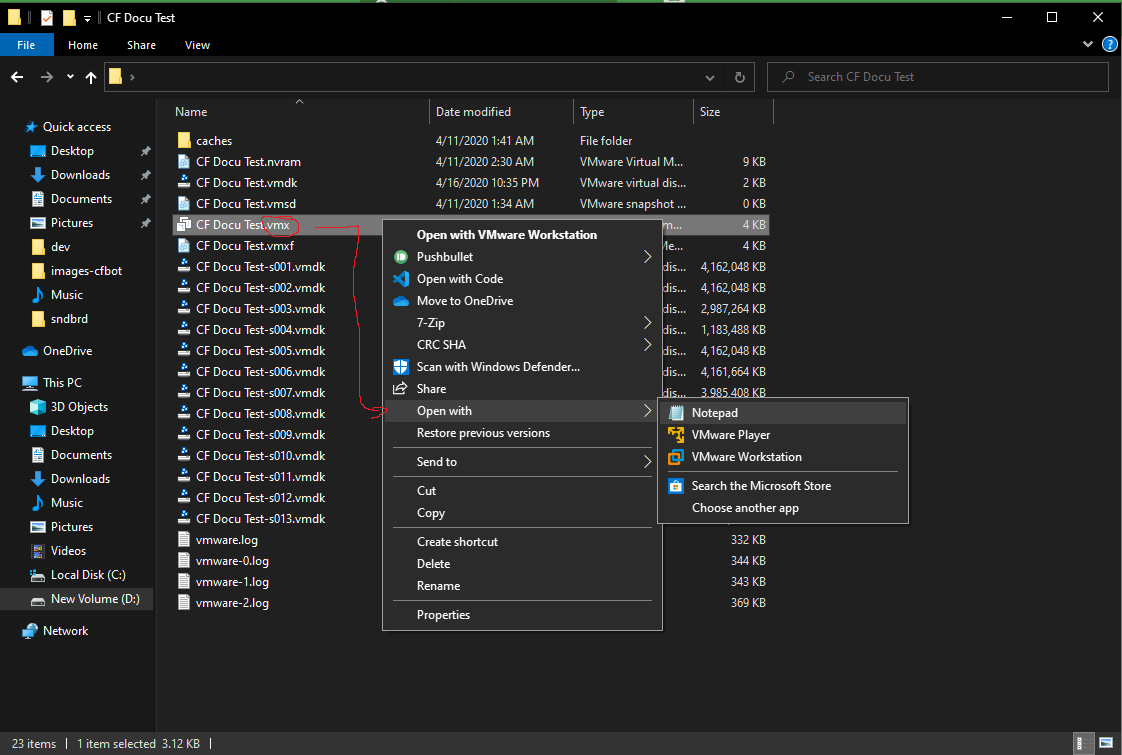 CF Docu Test
File Home Share View
Search CF Docu Test
Name Date modified Type Size
Quick access
Desktop
Downloads
Documents
Pictures
dev
images-cfbot
Music
sndbrd
OneDrive
This PC
3D Objects
Desktop
Documents
Downloads
Music
Pictures
Videos
Local Disk (C:)
New Volume (D:)
Network
caches 4/11/2020 1:41 AM File folder
CF Docu Test.nvram 4/11/2020 2:30 AM VMware Virtual M... 9 KB
CF Docu Test.vmdk 4/16/2020 10:35 PM VMware virtual dis... 2 KB
CF Docu Test.vmsd 4/11/2020 1:34 AM VMware snapshot ... 0 KB
CF Docu Test.vmx m... 4 KB
CF Docu Test.vmxf Me... 4 KB
CF Docu Test-s001.vmdk dis... 4,162,048 KB
CF Docu Test-s002.vmdk dis... 4,162,048 KB
CF Docu Test-s003.vmdk dis... 2,987,264 KB
CF Docu Test-s004.vmdk dis... 1,183,488 KB
CF Docu Test-s005.vmdk dis... 4,162,048 KB
CF Docu Test-s006.vmdk dis... 4,161,664 KB
CF Docu Test-s007.vmdk dis... 3,985,408 KB
CF Docu Test-s008.vmdk
CF Docu Test-s009.vmdk
CF Docu Test-s010.vmdk
CF Docu Test-s011.vmdk
CF Docu Test-s012.vmdk
CF Docu Test-s013.vmdk
vmware.log 332 KB
vmware-0.log 344 KB
vmware-1.log 343 KB
vmware-2.log 369 KB
Open with VMware Workstation
Pushbullet
Open with Code
Move to OneDrive
7-Zip
CRC SHA
Scan with Windows Defender...
Share
Open with
Restore previous versions
Send to
Cut
Copy
Create shortcut
Delete
Rename
Properties
Notepad
VMware Player
VMware Workstation
Search the Microsoft Store
Choose another app
23 items 1 item selected 3.12 KB